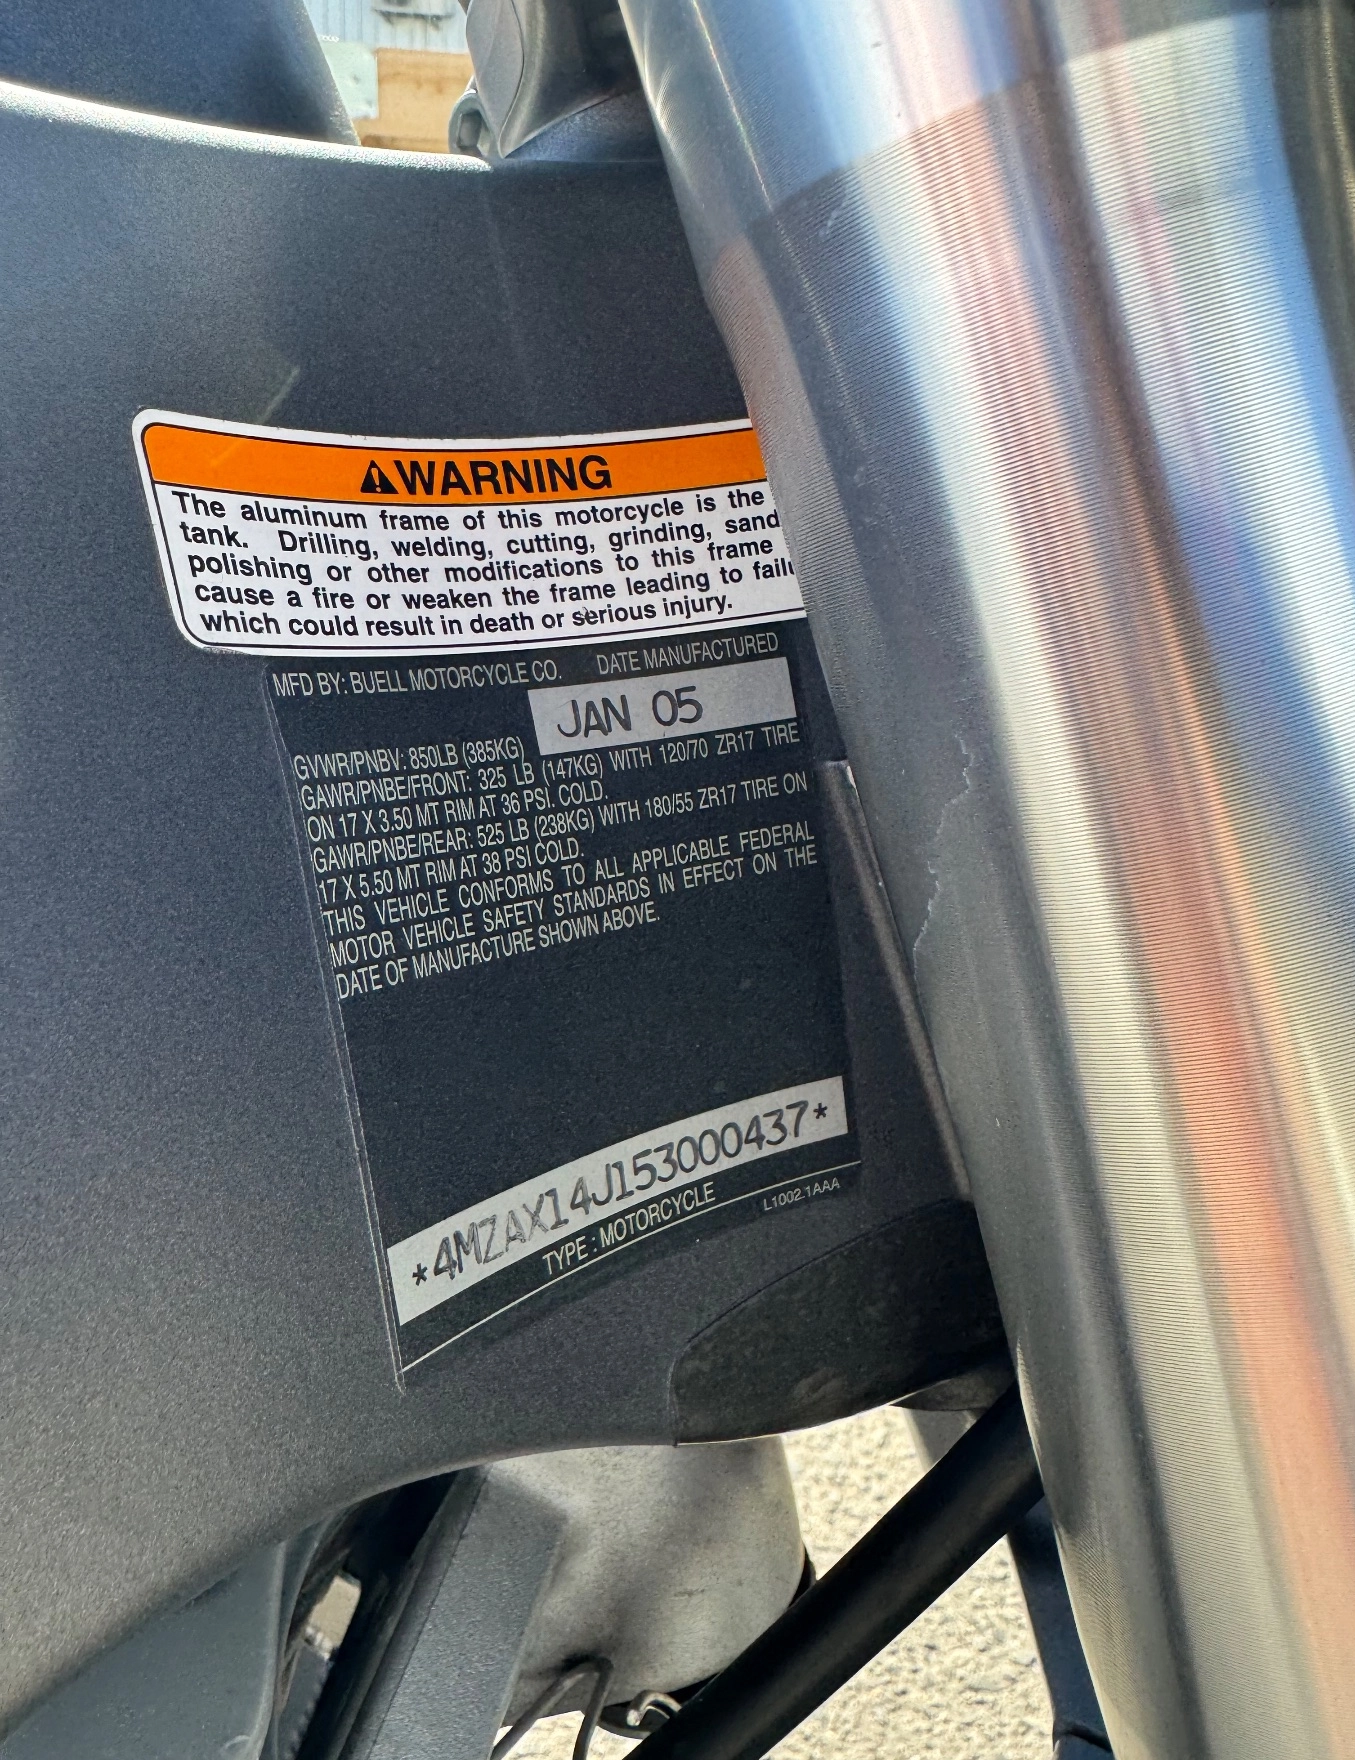 WARNING
The aluminum frame of this motorcycle is the
tank. Drilling, welding, cutting, grinding, sand
polishing or other modifications to this frame
cause a fire or weaken the frame leading to failu
which could result in death or serious injury.
MFD BY: BUELL MOTORCYCLE CO. DATE MANUFACTURED
JAN 05
GVWR/PNBV: 850LB (385KG)
GAWR/PNBE/FRONT: 325 LB (147KG) WITH 120/70 ZR17 TIRE
ON 17 X 3.50 MT RIM AT 36 PSI. COLD.
GAWR/PNBE/REAR: 525 LB (238KG) WITH 180/55 ZR17 TIRE ON
17 X 5.50 MT RIM AT 38 PSI COLD.
THIS VEHICLE CONFORMS TO ALL APPLICABLE FEDERAL
MOTOR VEHICLE SAFETY STANDARDS IN EFFECT ON THE
DATE OF MANUFACTURE SHOWN ABOVE.
*4MZAX14J153000437*
TYPE : MOTORCYCLE
L1002.1AAA